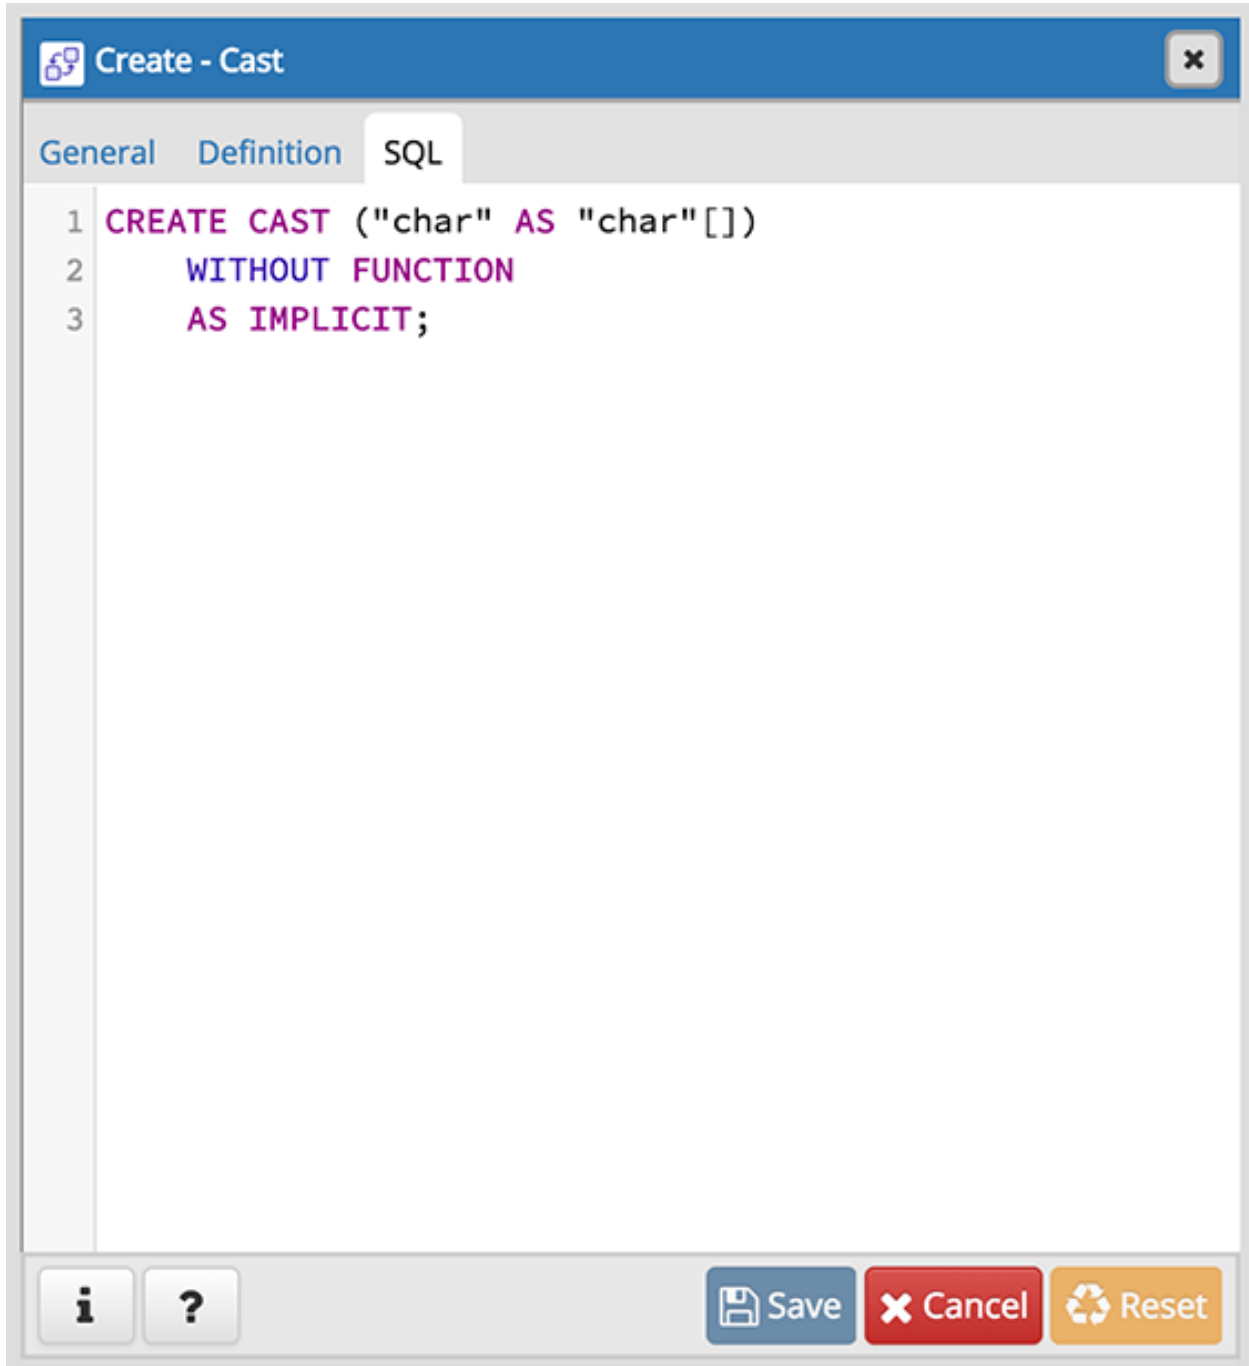 Create - Cast
General Definition SQL
1 CREATE CAST ("char" AS "char"[])
2 WITHOUT FUNCTION
3 AS IMPLICIT;
i ? Save Cancel Reset